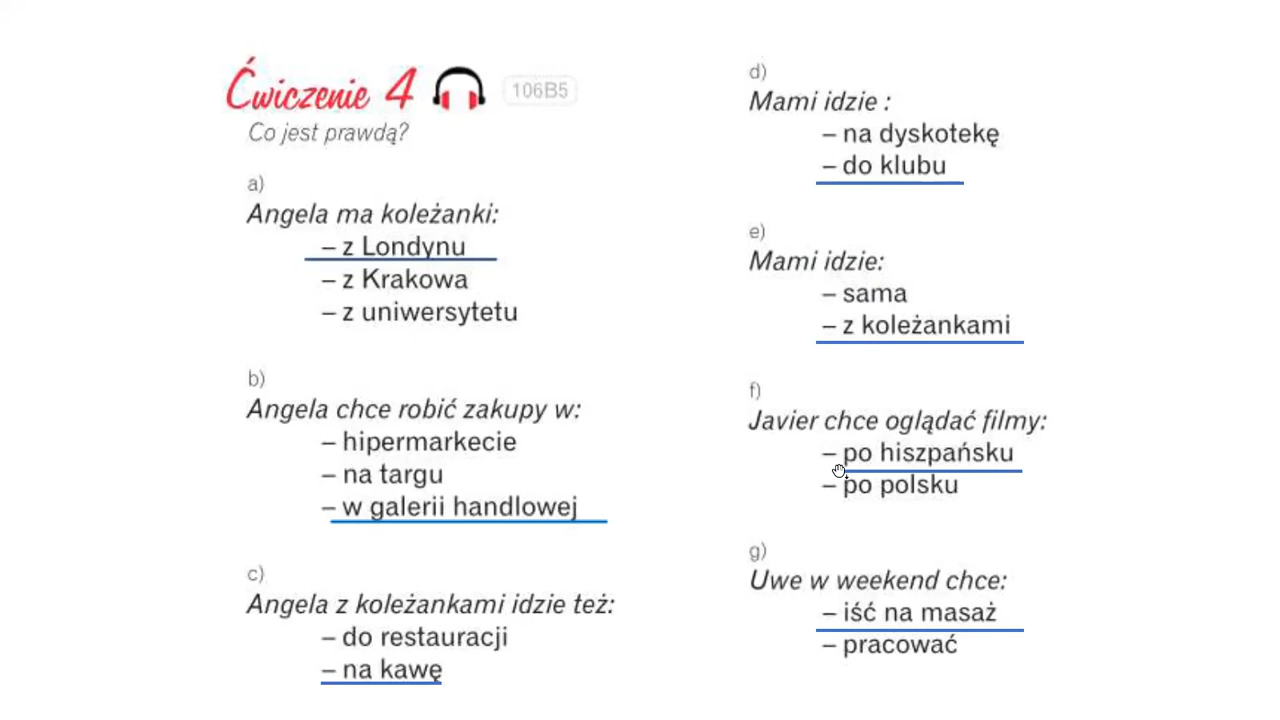 Ćwiczenie 4 106B5
Co jest prawdą?
a)
Angela ma koleżanki:
– z Londynu
– z Krakowa
– z uniwersytetu
b)
Angela chce robić zakupy w:
– hipermarkecie
– na targu
– w galerii handlowej
c)
Angela z koleżankami idzie też:
– do restauracji
– na kawę
d)
Mami idzie :
– na dyskotekę
– do klubu
e)
Mami idzie:
– sama
– z koleżankami
f)
Javier chce oglądać filmy:
– po hiszpańsku
– po polsku
g)
Uwe w weekend chce:
– iść na masaż
– pracować